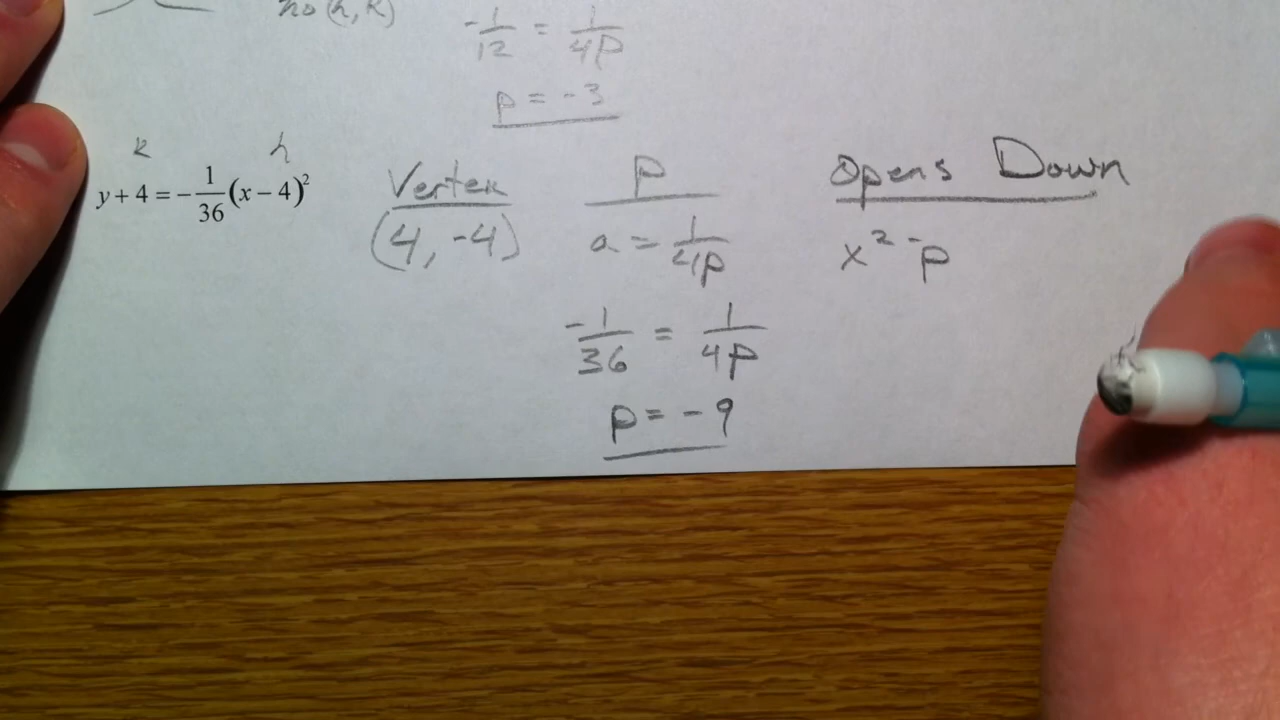 no (h, k)
-1/12 = 1/4p
p = -3
k h
y + 4 = -1/36 (x - 4)²
Vertex
(4, -4)
p
a = 1/4p
-1/36 = 1/4p
p = -9
Opens Down
x² -p